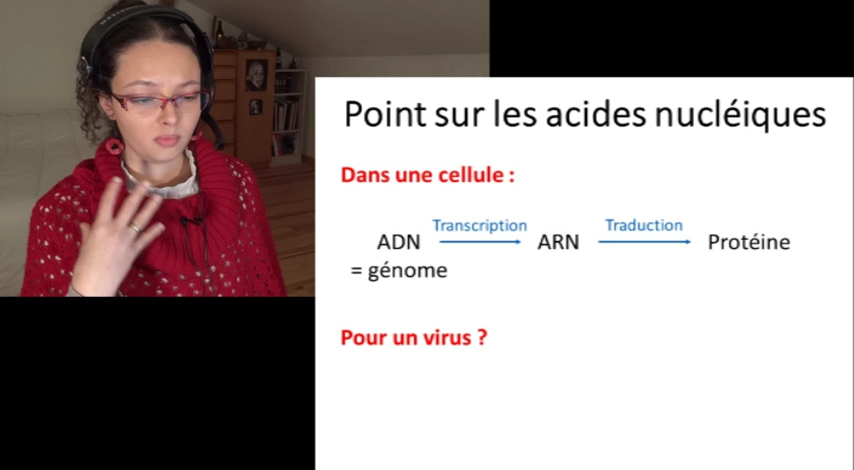 Point sur les acides nucléiques
Dans une cellule :
Transcription Traduction
ADN ARN Protéine
= génome
Pour un virus ?